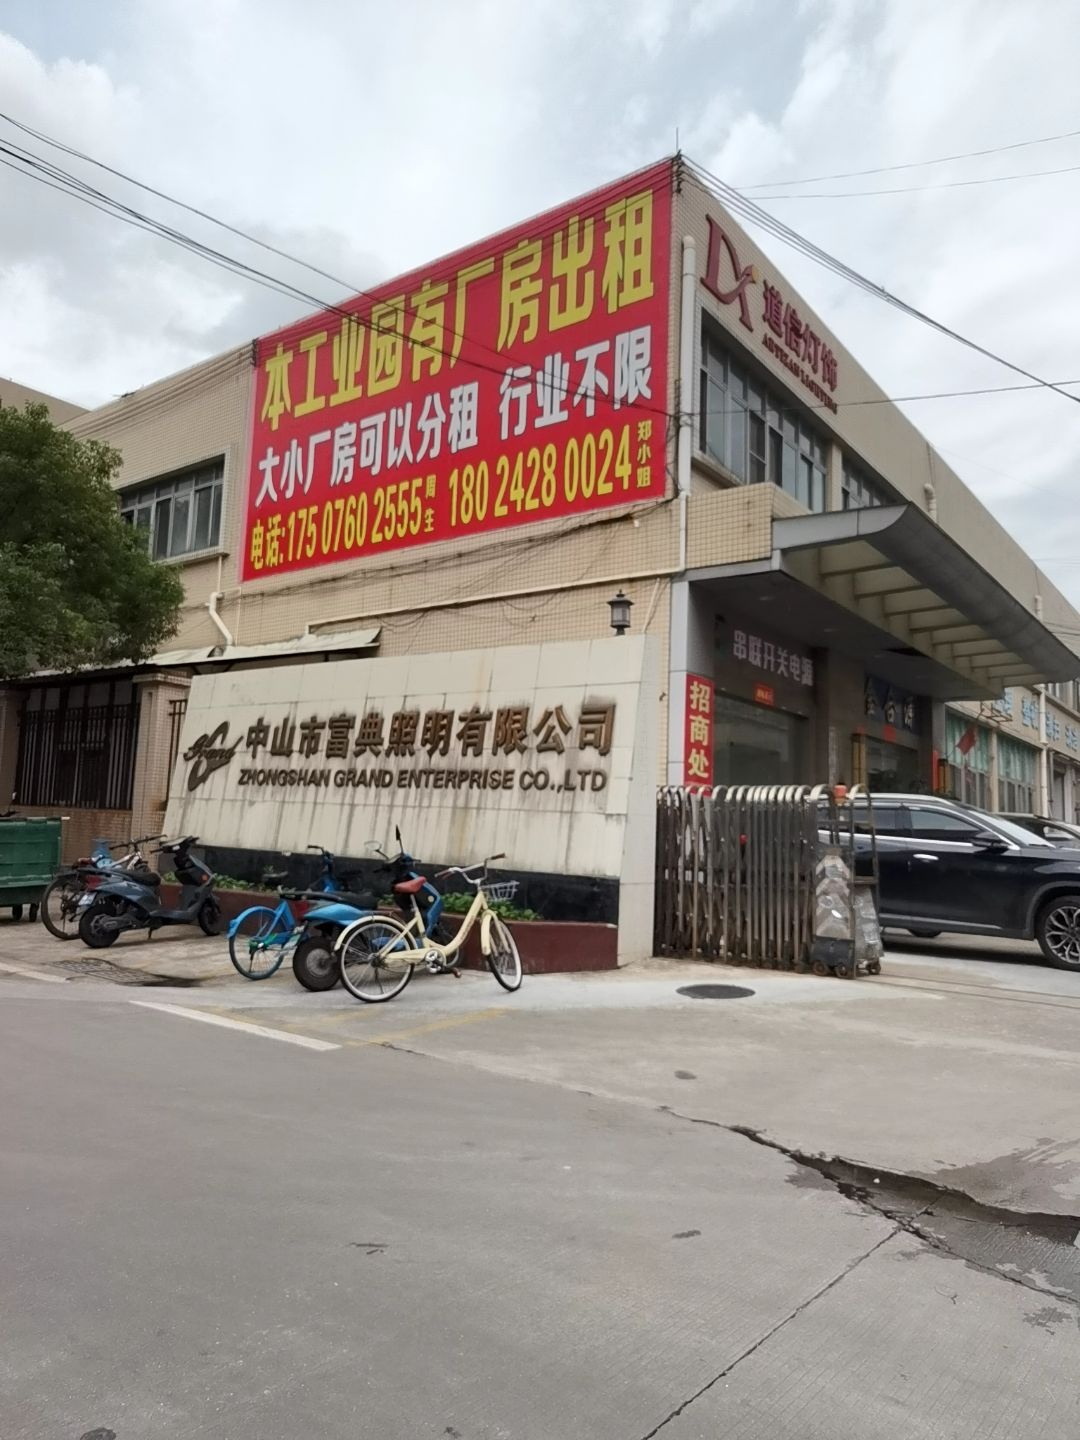 本工业园有厂房出租
大小厂房可以分租 行业不限
电话:175 0760 2555 周生 180 2428 0024 郑小姐
道信灯饰
串联开关电源
招商处
Grand
中山市富典照明有限公司
ZHONGSHAN GRAND ENTERPRISE CO.,LTD